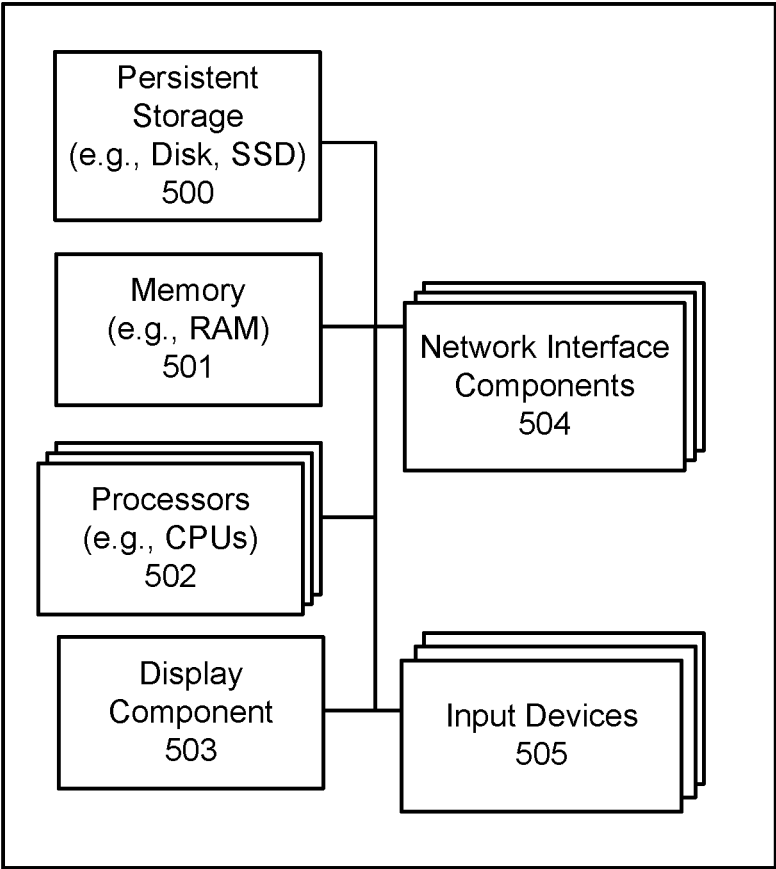 Persistent
Storage
(e.g., Disk, SSD)
500
Memory
(e.g., RAM)
501
Processors
(e.g., CPUs)
502
Display
Component
503
Network Interface
Components
504
Input Devices
505